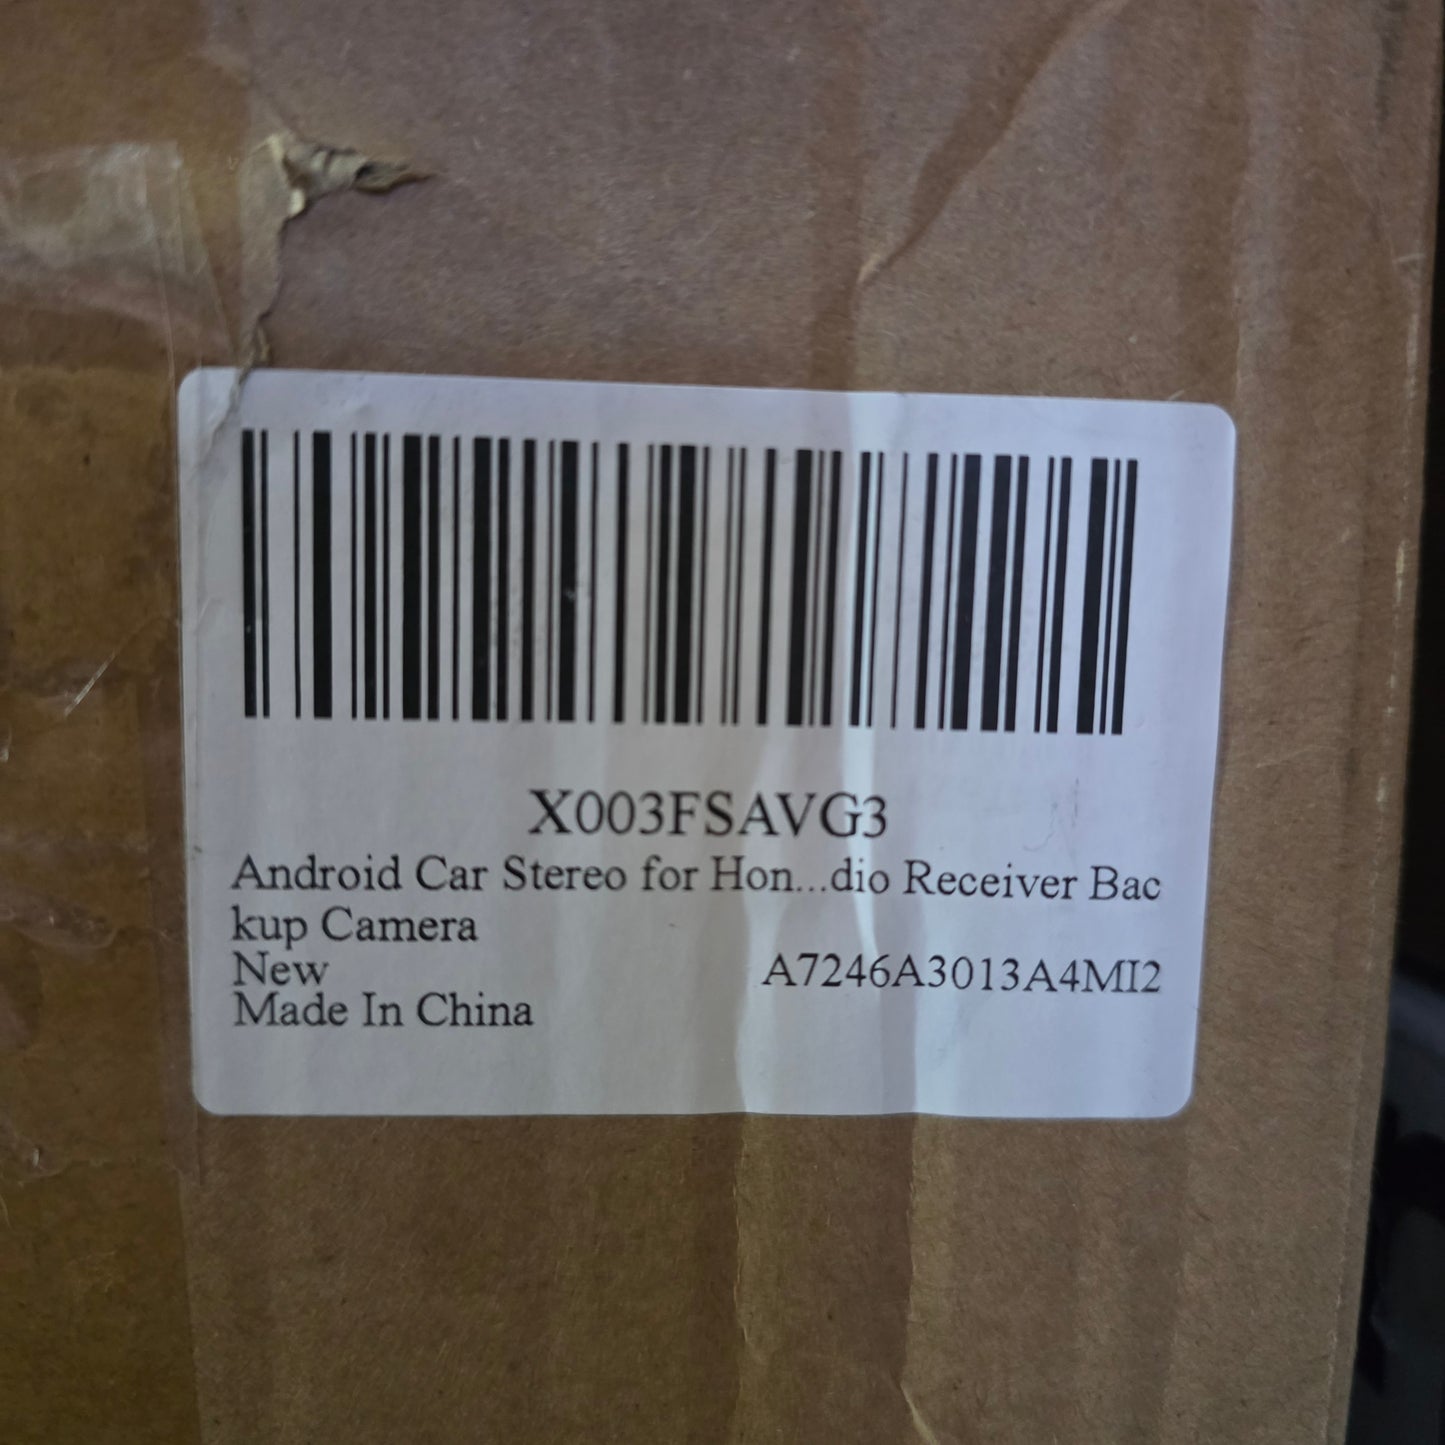 X003FSAVG3
Android Car Stereo for Hon...dio Receiver Bac
kup Camera
New A7246A3013A4MI2
Made In China